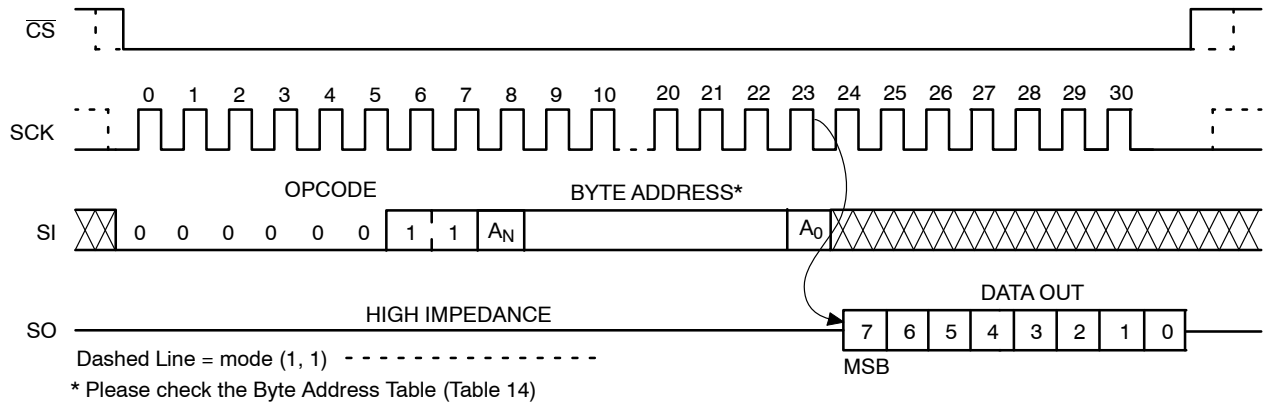 CS
0 1 2 3 4 5 6 7 8 9 10 20 21 22 23 24 25 26 27 28 29 30
SCK
OPCODE BYTE ADDRESS*
SI 0 0 0 0 0 0 1 1 AN A0
DATA OUT
HIGH IMPEDANCE
SO 7 6 5 4 3 2 1 0
Dashed Line = mode (1, 1)
MSB
* Please check the Byte Address Table (Table 14)